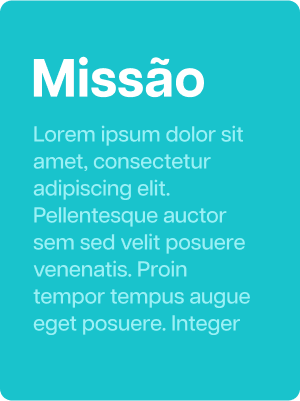 Missão
Lorem ipsum dolor sit
amet, consectetur
adipiscing elit.
Pellentesque auctor
sem sed velit posuere
venenatis. Proin
tempor tempus augue
eget posuere. Integer